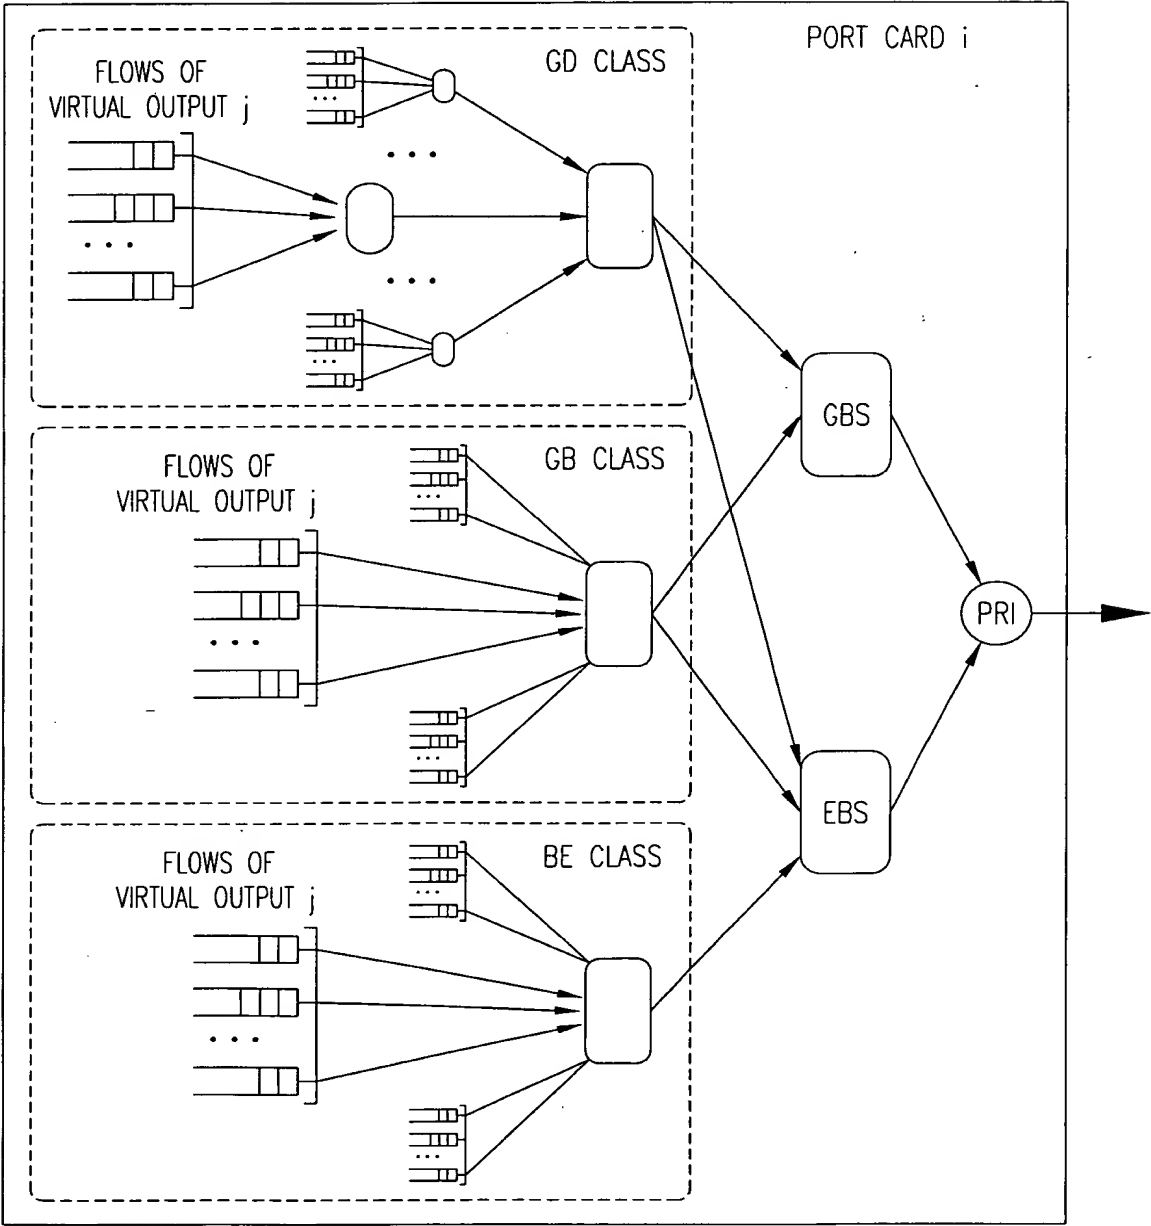 PORT CARD i
GD CLASS
FLOWS OF
VIRTUAL OUTPUT j
GB CLASS
FLOWS OF
VIRTUAL OUTPUT j
BE CLASS
FLOWS OF
VIRTUAL OUTPUT j
GBS
PRI
EBS